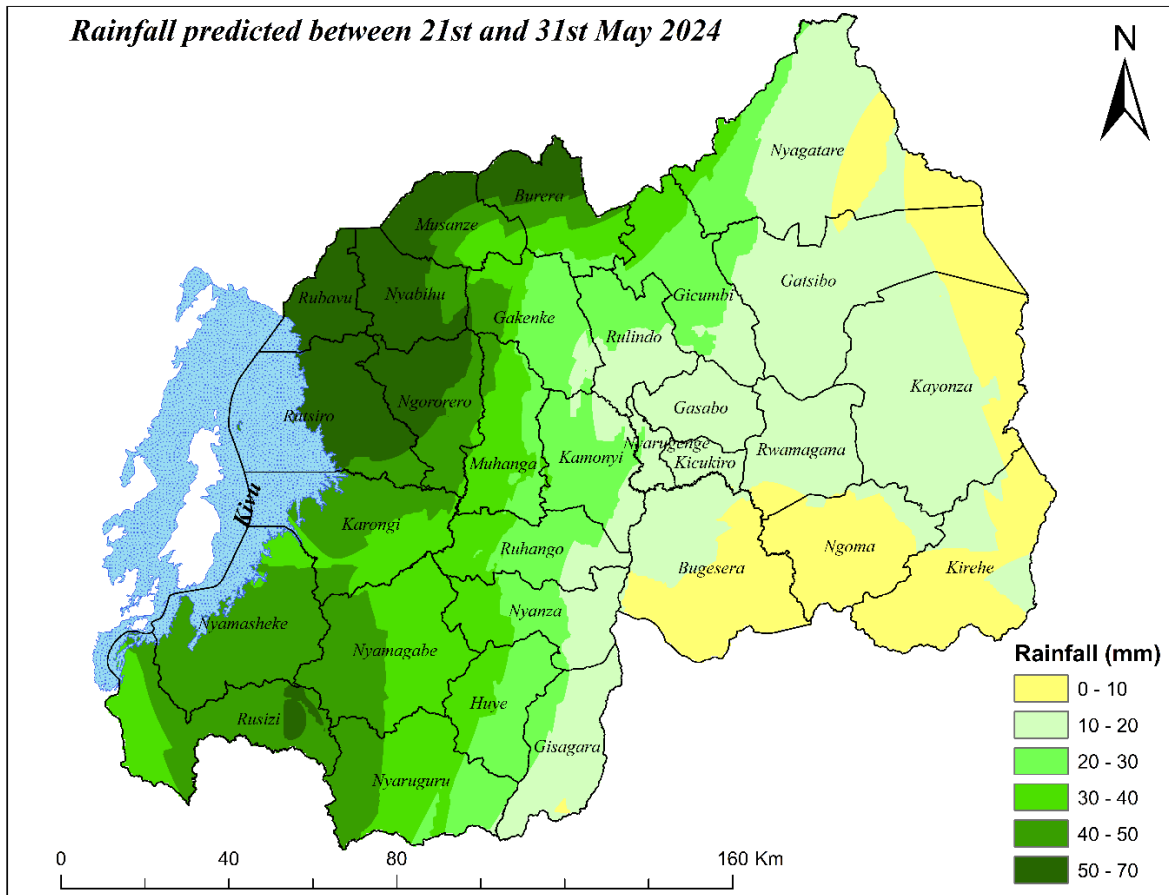 Rainfall predicted between 21st and 31st May 2024
N
Nyagatare
Burera
Musanze
Gatsibo
Rubavu
Nyabihu
Gicumbi
Gakenke
Rulindo
Kayonza
Ngororero
Rutsiro
Gasabo
Nyarugenge
Rwamagana
Kicukiro
Muhanga
Kamonyi
Kivu
Karongi
Ruhango
Ngoma
Bugesera
Kirehe
Nyanza
Nyamasheke
Nyamagabe
Huye
Rusizi
Gisagara
Nyaruguru
Rainfall (mm)
0 - 10
10 - 20
20 - 30
30 - 40
40 - 50
50 - 70
0 40 80 160 Km